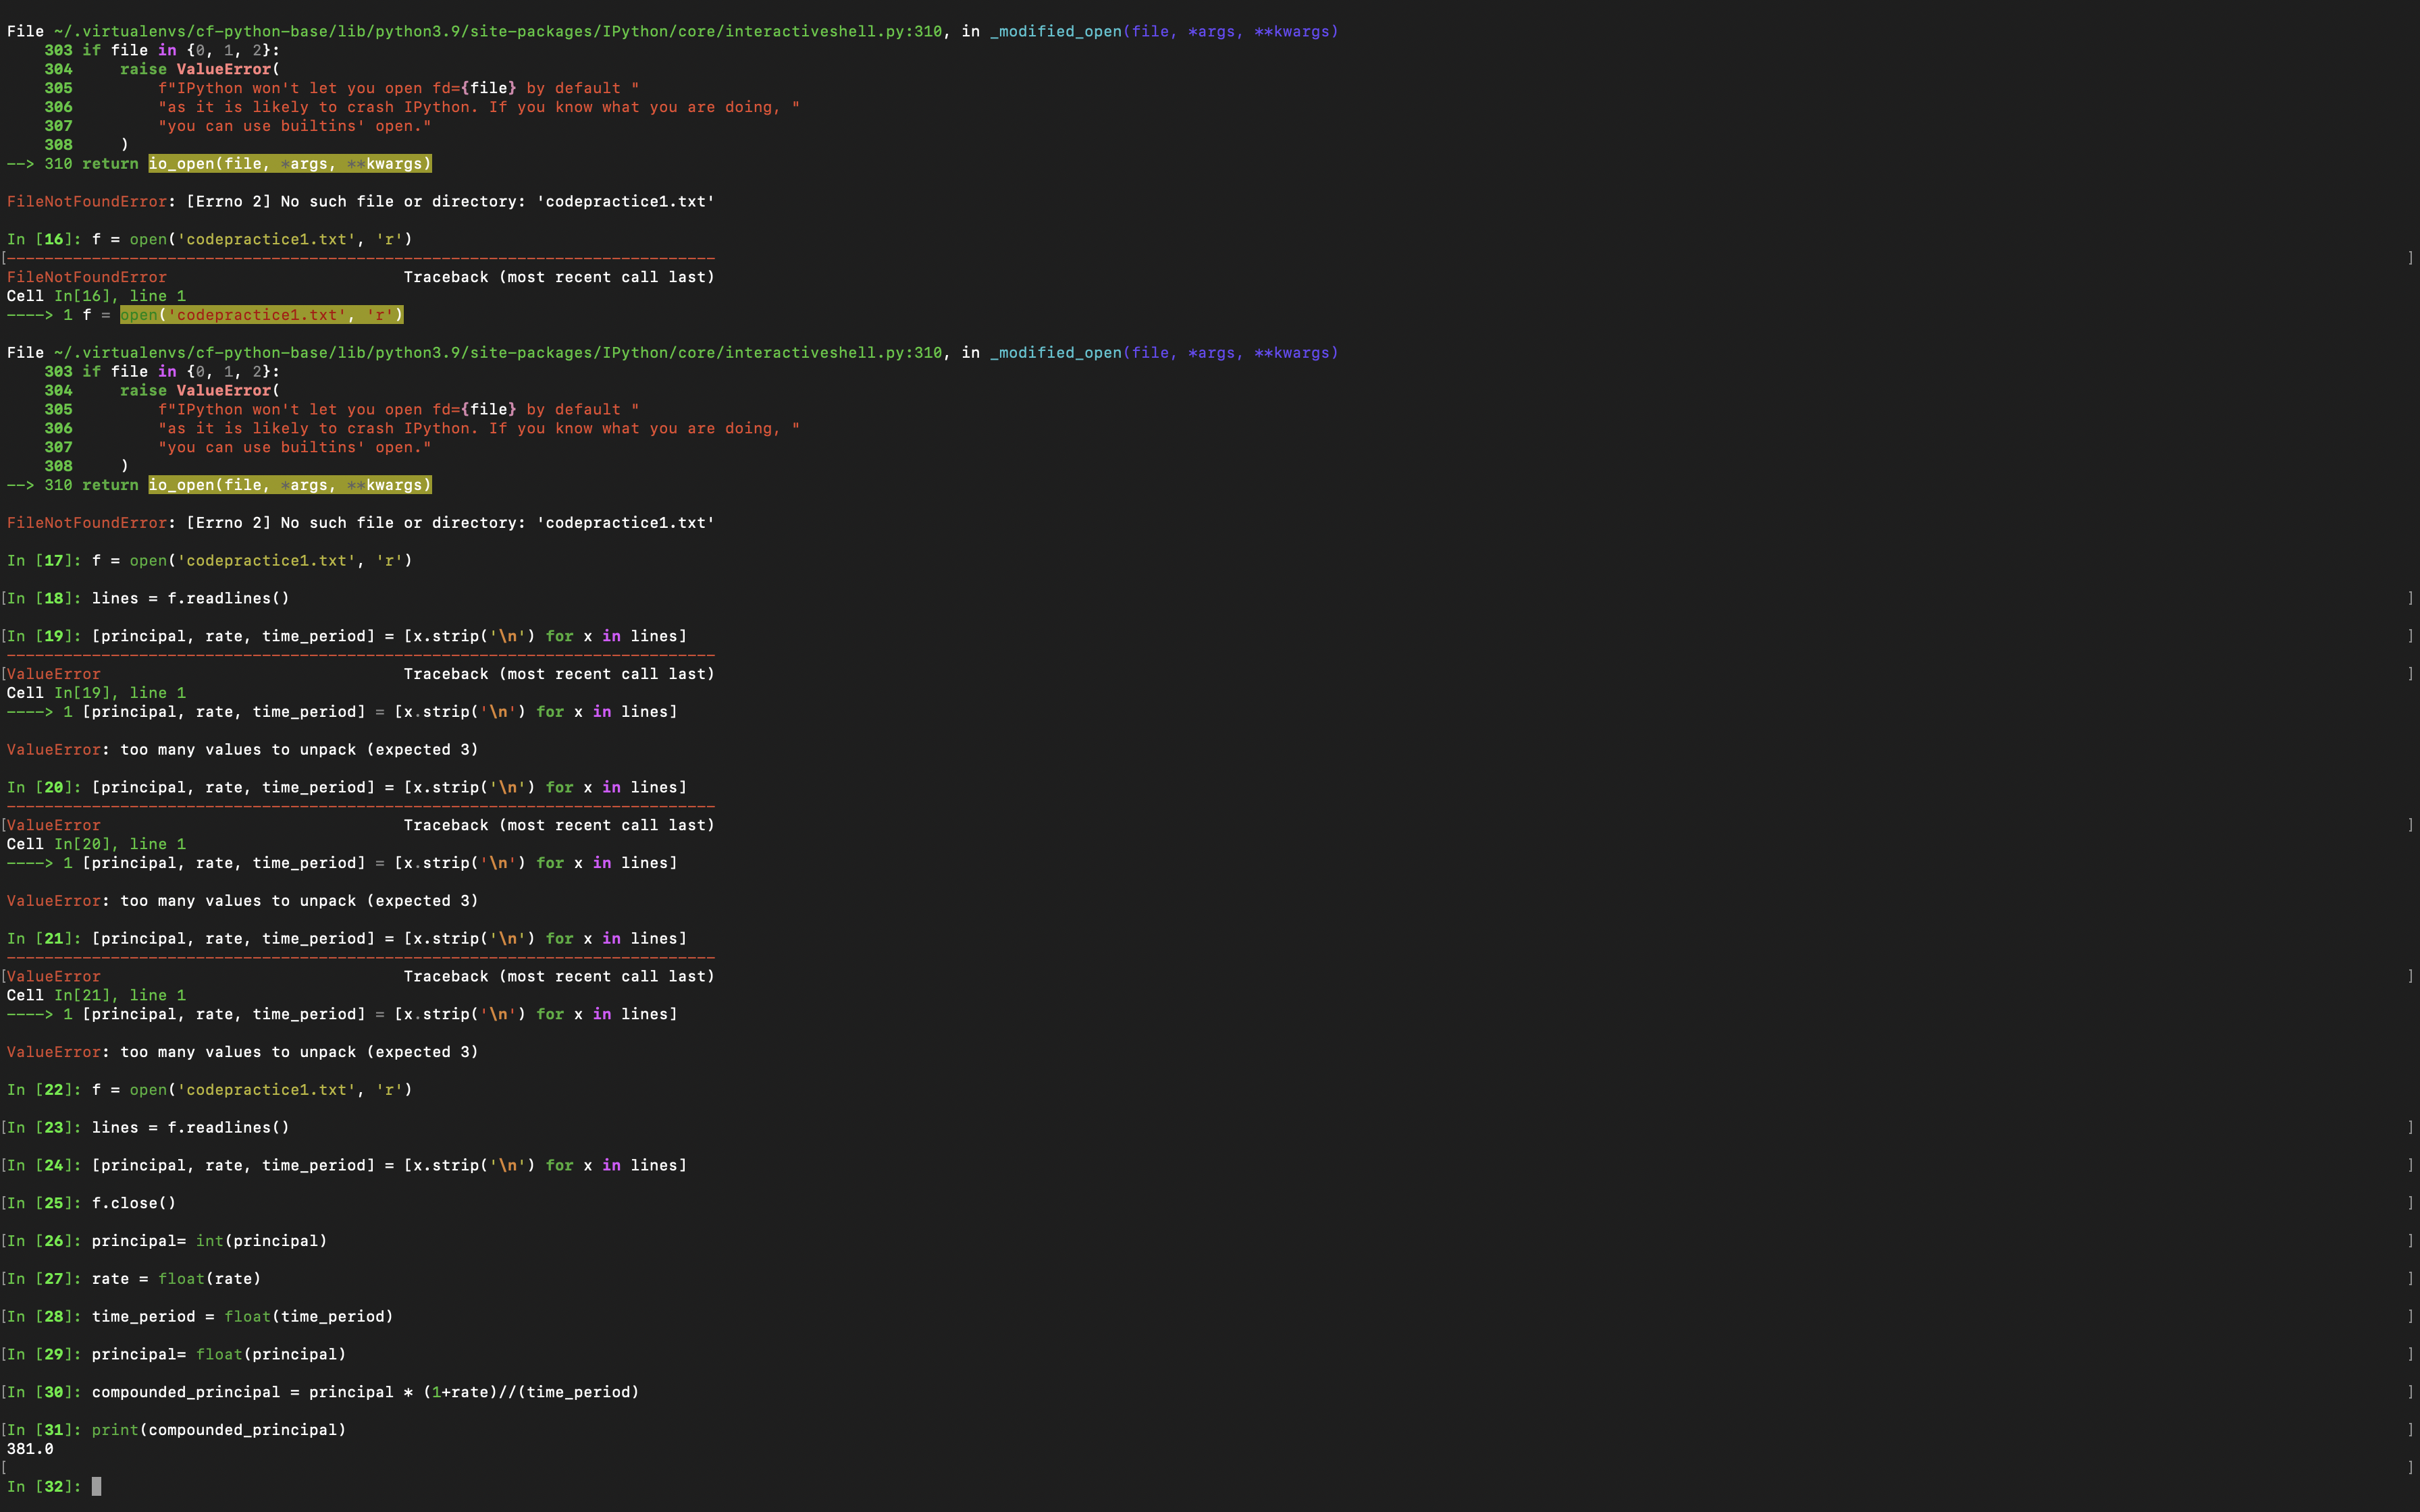 File ~/.virtualenvs/cf-python-base/lib/python3.9/site-packages/IPython/core/interactiveshell.py:310, in _modified_open(file, *args, **kwargs)
    303 if file in {0, 1, 2}:
    304     raise ValueError(
    305         f"IPython won't let you open fd={file} by default "
    306         "as it is likely to crash IPython. If you know what you are doing, "
    307         "you can use builtins' open."
    308     )
--> 310 return io_open(file, *args, **kwargs)
FileNotFoundError: [Errno 2] No such file or directory: 'codepractice1.txt'
In [16]: f = open('codepractice1.txt', 'r')
[--------------------------------------------------------------------------- ]
FileNotFoundError                         Traceback (most recent call last)
Cell In[16], line 1
----> 1 f = open('codepractice1.txt', 'r')
File ~/.virtualenvs/cf-python-base/lib/python3.9/site-packages/IPython/core/interactiveshell.py:310, in _modified_open(file, *args, **kwargs)
    303 if file in {0, 1, 2}:
    304     raise ValueError(
    305         f"IPython won't let you open fd={file} by default "
    306         "as it is likely to crash IPython. If you know what you are doing, "
    307         "you can use builtins' open."
    308     )
--> 310 return io_open(file, *args, **kwargs)
FileNotFoundError: [Errno 2] No such file or directory: 'codepractice1.txt'
In [17]: f = open('codepractice1.txt', 'r')
[In [18]: lines = f.readlines() ]
[In [19]: [principal, rate, time_period] = [x.strip('\n') for x in lines] ]
---------------------------------------------------------------------------
[ValueError                                Traceback (most recent call last) ]
Cell In[19], line 1
----> 1 [principal, rate, time_period] = [x.strip('\n') for x in lines]
ValueError: too many values to unpack (expected 3)
In [20]: [principal, rate, time_period] = [x.strip('\n') for x in lines]
---------------------------------------------------------------------------
[ValueError                                Traceback (most recent call last) ]
Cell In[20], line 1
----> 1 [principal, rate, time_period] = [x.strip('\n') for x in lines]
ValueError: too many values to unpack (expected 3)
In [21]: [principal, rate, time_period] = [x.strip('\n') for x in lines]
---------------------------------------------------------------------------
[ValueError                                Traceback (most recent call last) ]
Cell In[21], line 1
----> 1 [principal, rate, time_period] = [x.strip('\n') for x in lines]
ValueError: too many values to unpack (expected 3)
In [22]: f = open('codepractice1.txt', 'r')
[In [23]: lines = f.readlines() ]
[In [24]: [principal, rate, time_period] = [x.strip('\n') for x in lines] ]
[In [25]: f.close() ]
[In [26]: principal= int(principal) ]
[In [27]: rate = float(rate) ]
[In [28]: time_period = float(time_period) ]
[In [29]: principal= float(principal) ]
[In [30]: compounded_principal = principal * (1+rate)//(time_period) ]
[In [31]: print(compounded_principal) ]
381.0
[ ]
In [32]: